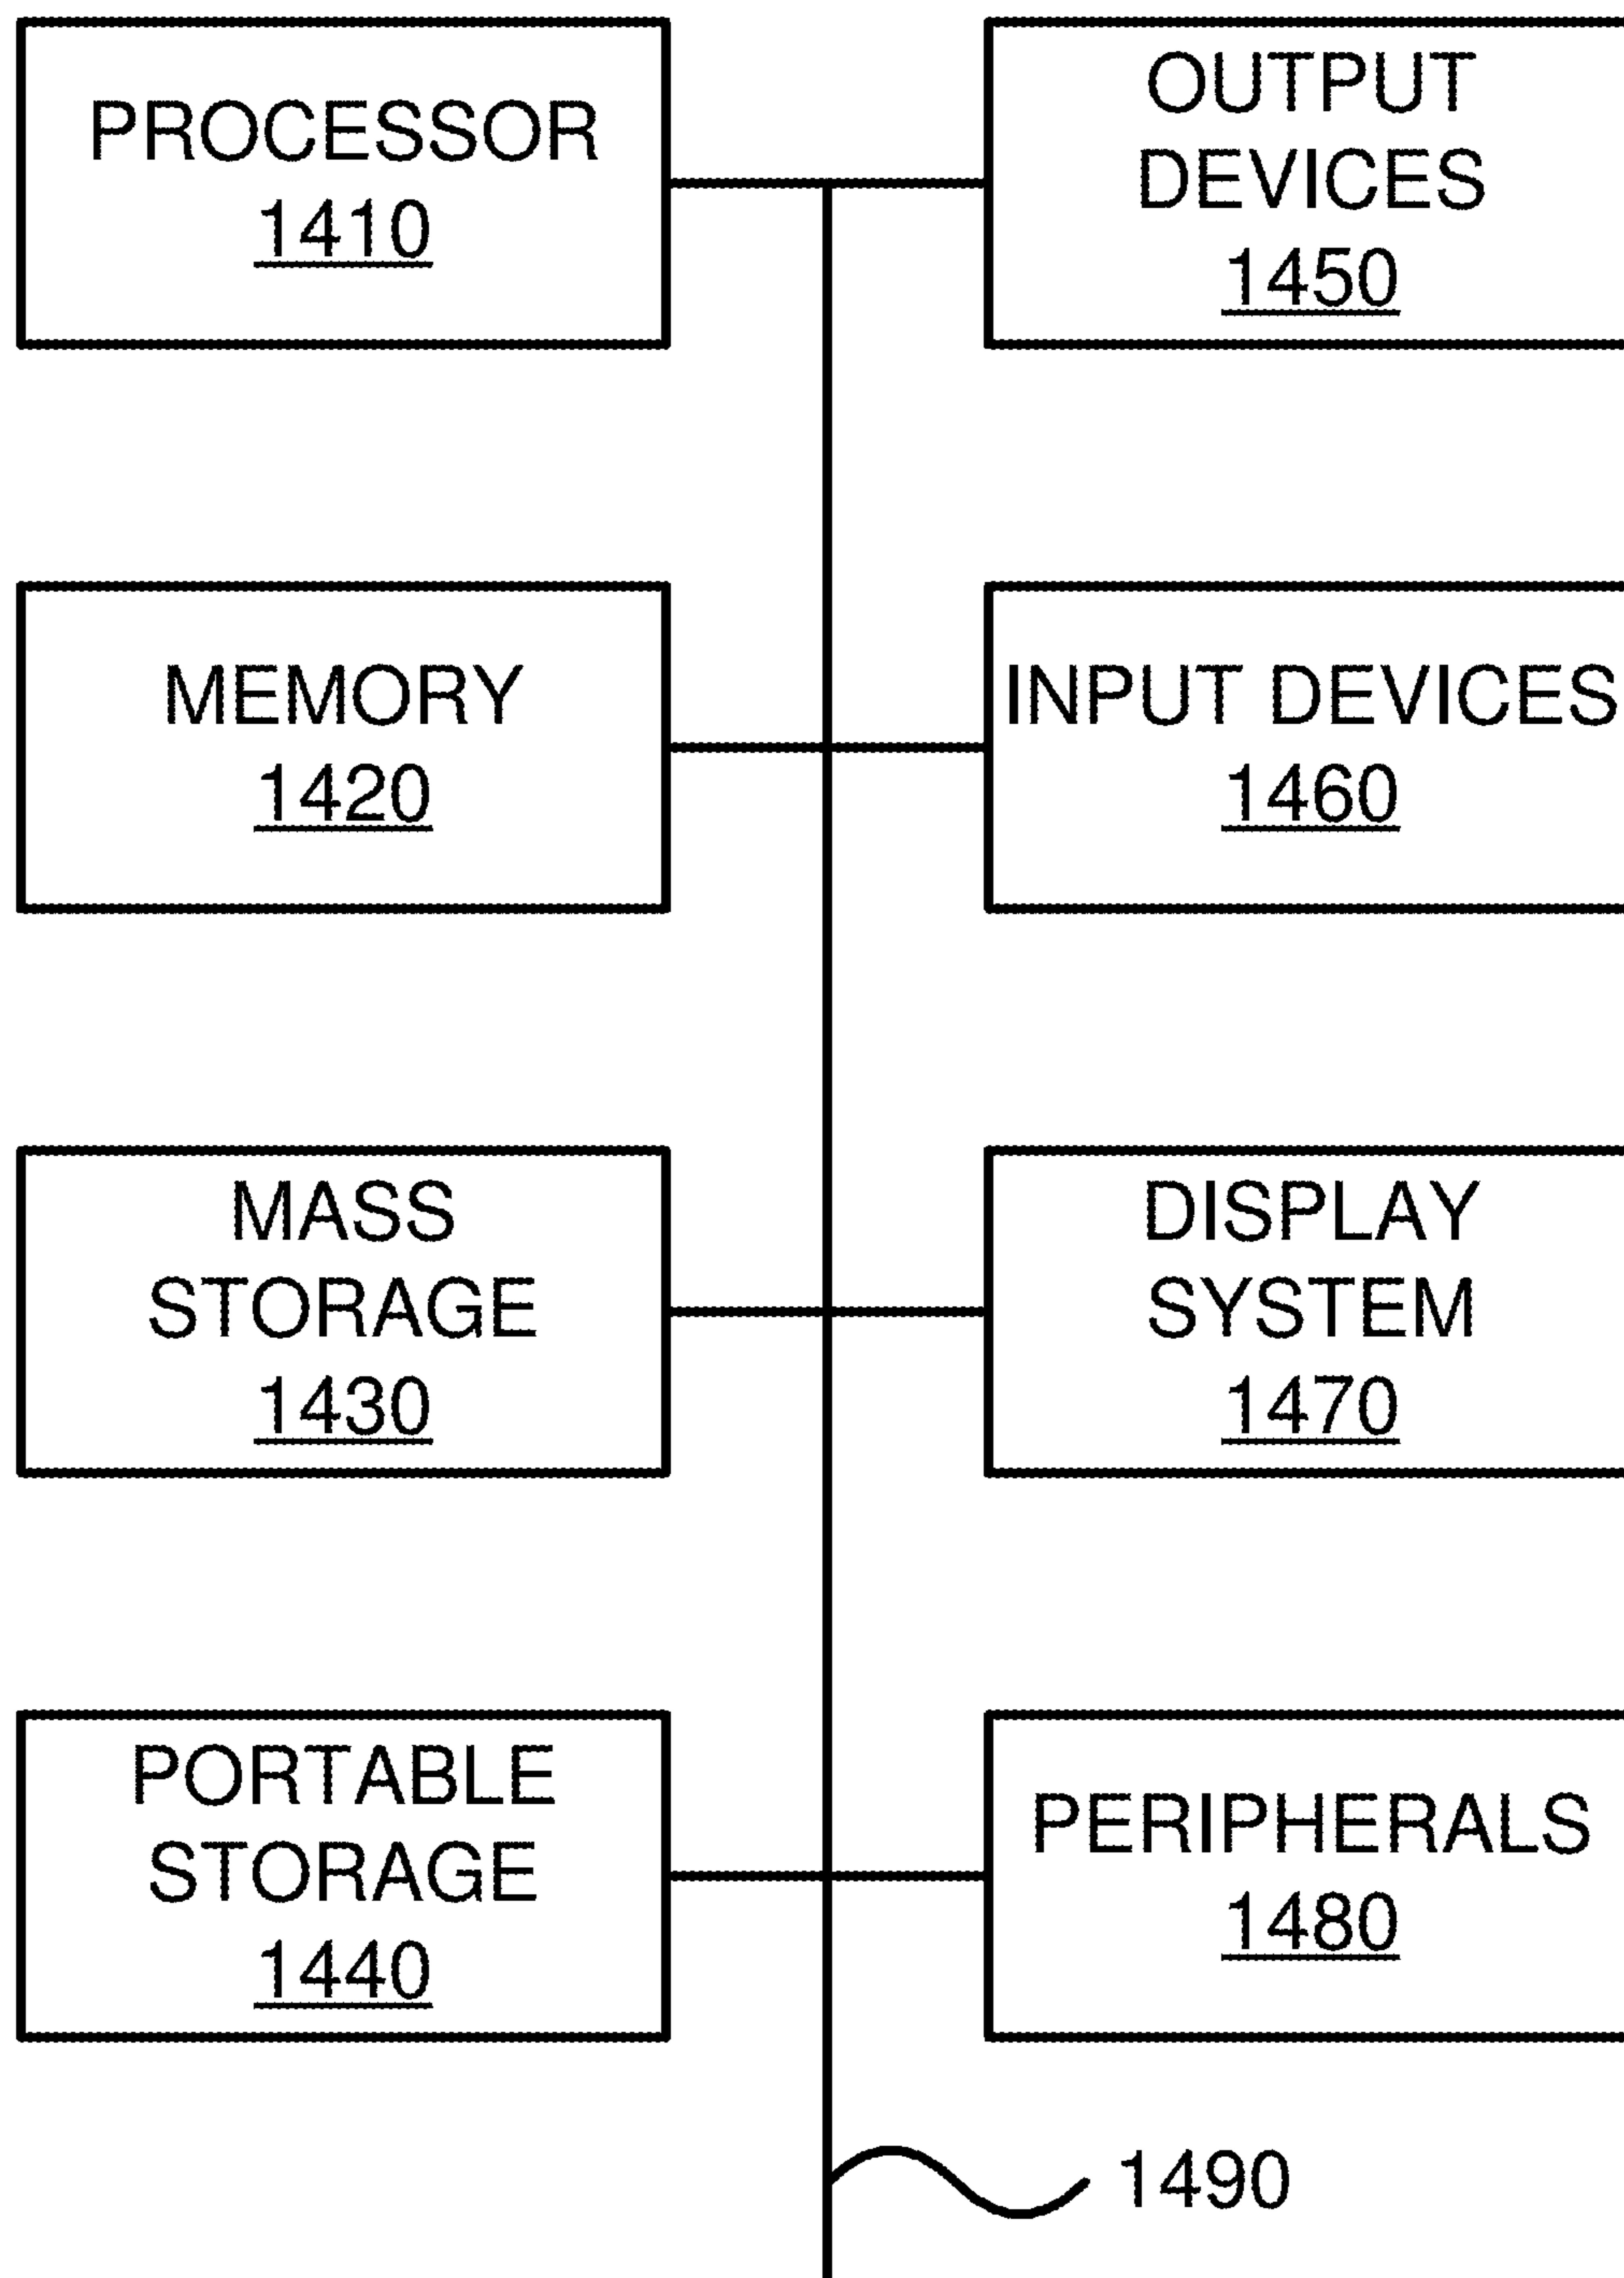 PROCESSOR
1410
OUTPUT
DEVICES
1450
MEMORY
1420
INPUT DEVICES
1460
MASS
STORAGE
1430
DISPLAY
SYSTEM
1470
PORTABLE
STORAGE
1440
PERIPHERALS
1480
1490